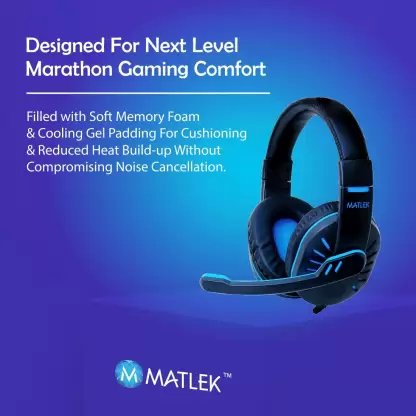 Designed For Next Level
Marathon Gaming Comfort
Filled with Soft Memory Foam
& Cooling Gel Padding For Cushioning
& Reduced Heat Build-up Without
Compromising Noise Cancellation.
MATLEK
M MATLEK™